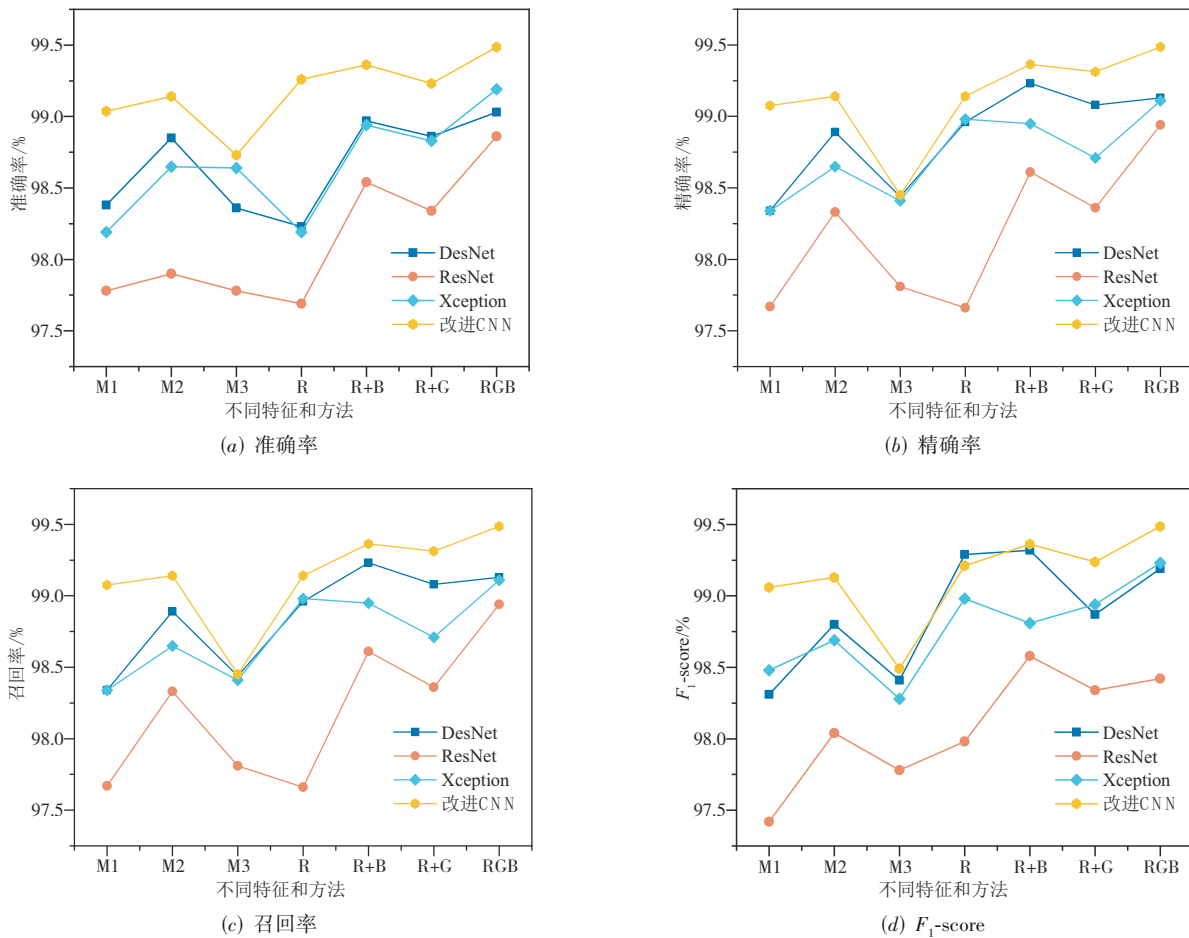 99.5
99.0
98.5
98.0
97.5
准确率/%
DesNet
ResNet
Xception
改进CNN
M1 M2 M3 R R+B R+G RGB
不同特征和方法
(a) 准确率
99.5
99.0
98.5
98.0
97.5
精确率/%
DesNet
ResNet
Xception
改进CNN
M1 M2 M3 R R+B R+G RGB
不同特征和方法
(b) 精确率
99.5
99.0
98.5
98.0
97.5
召回率/%
DesNet
ResNet
Xception
改进CNN
M1 M2 M3 R R+B R+G RGB
不同特征和方法
(c) 召回率
99.5
99.0
98.5
98.0
97.5
F1-score/%
DesNet
ResNet
Xception
改进CNN
M1 M2 M3 R R+B R+G RGB
不同特征和方法
(d) F1-score